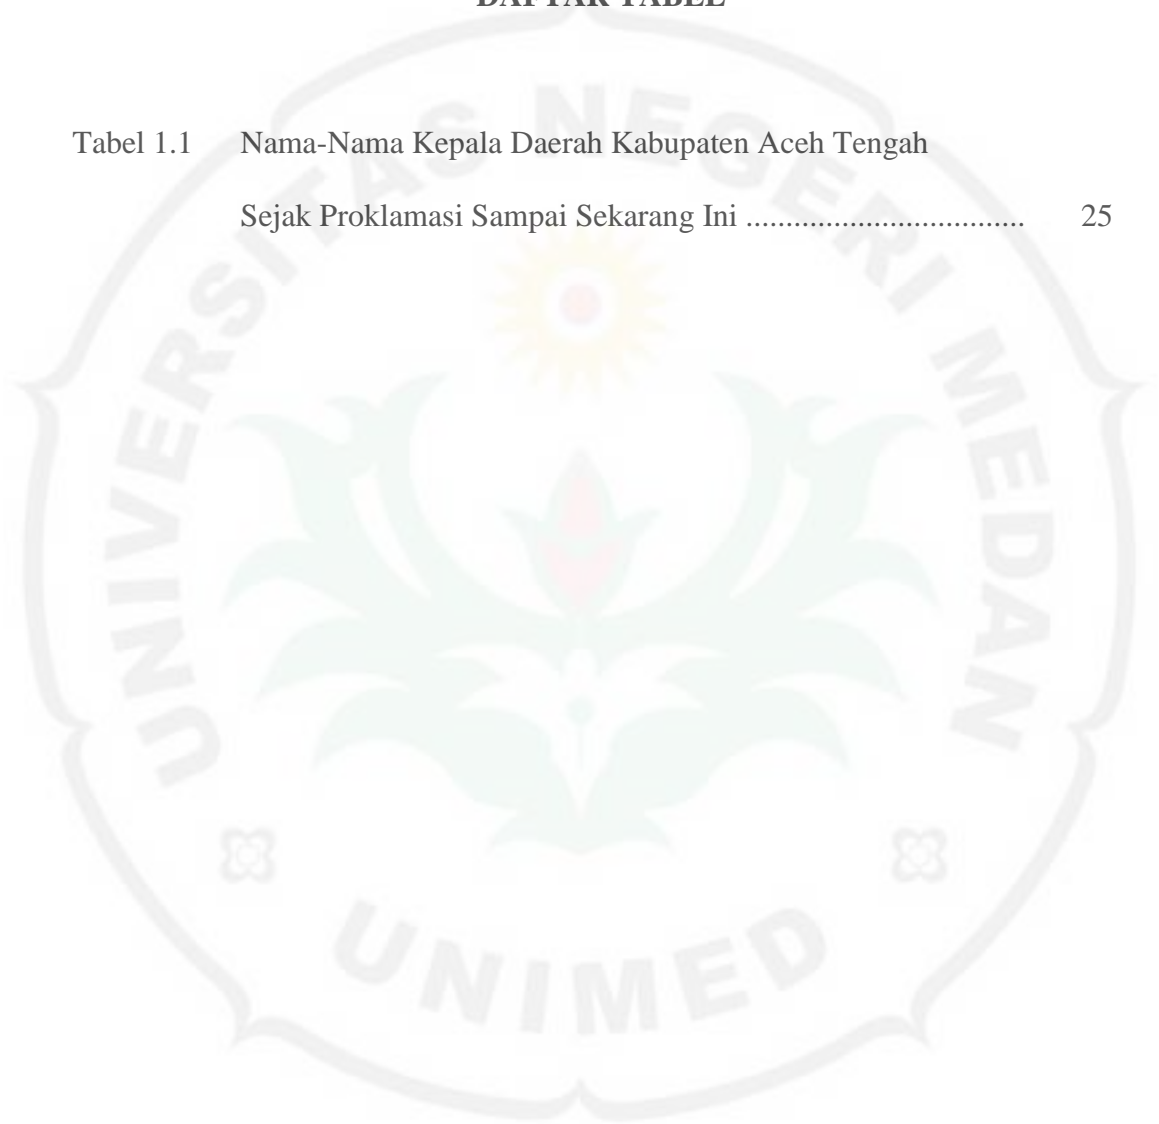 DAFTAR TABEL
Tabel 1.1 Nama-Nama Kepala Daerah Kabupaten Aceh Tengah
Sejak Proklamasi Sampai Sekarang Ini ................................... 25
UNIVERSITAS NEGERI MEDAN
UNIMED